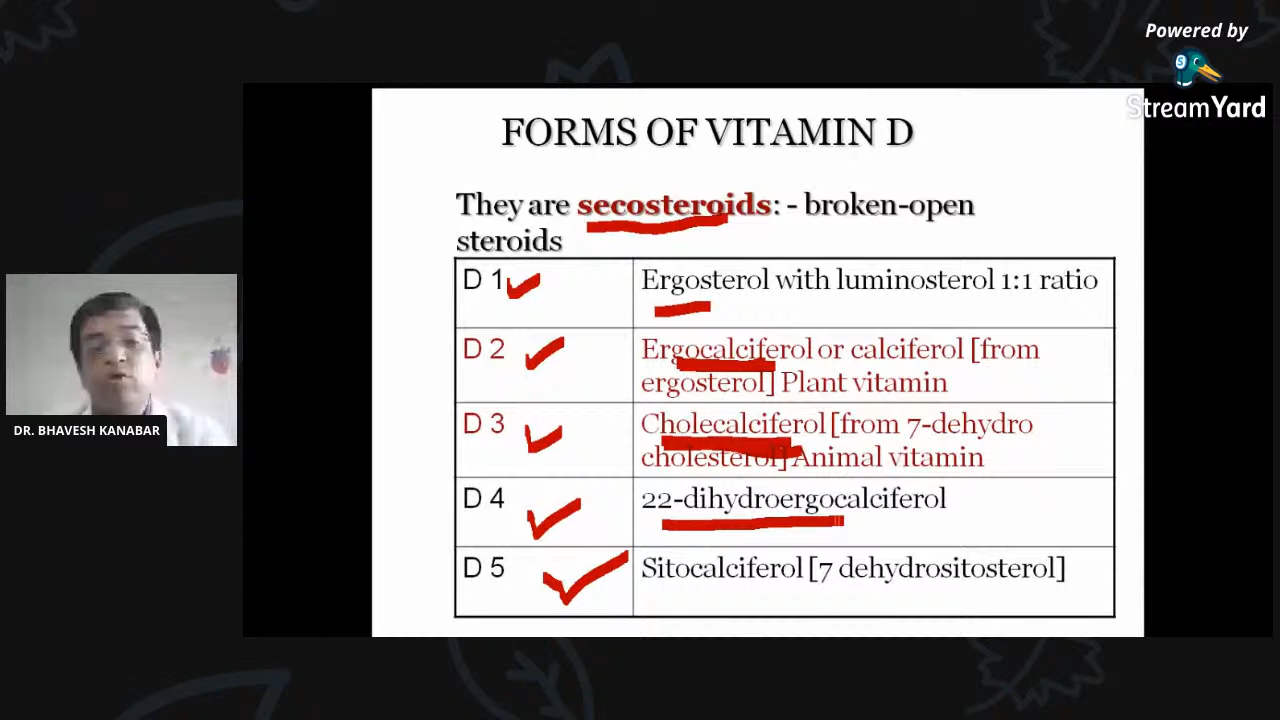 Powered by
StreamYard
FORMS OF VITAMIN D
They are secosteroids: - broken-open
steroids
D 1
Ergosterol with luminosterol 1:1 ratio
D 2
Ergocalciferol or calciferol [from
ergosterol] Plant vitamin
D 3
Cholecalciferol [from 7-dehydro
cholesterol] Animal vitamin
D 4
22-dihydroergocalciferol
D 5
Sitocalciferol [7 dehydrositosterol]
DR. BHAVESH KANABAR